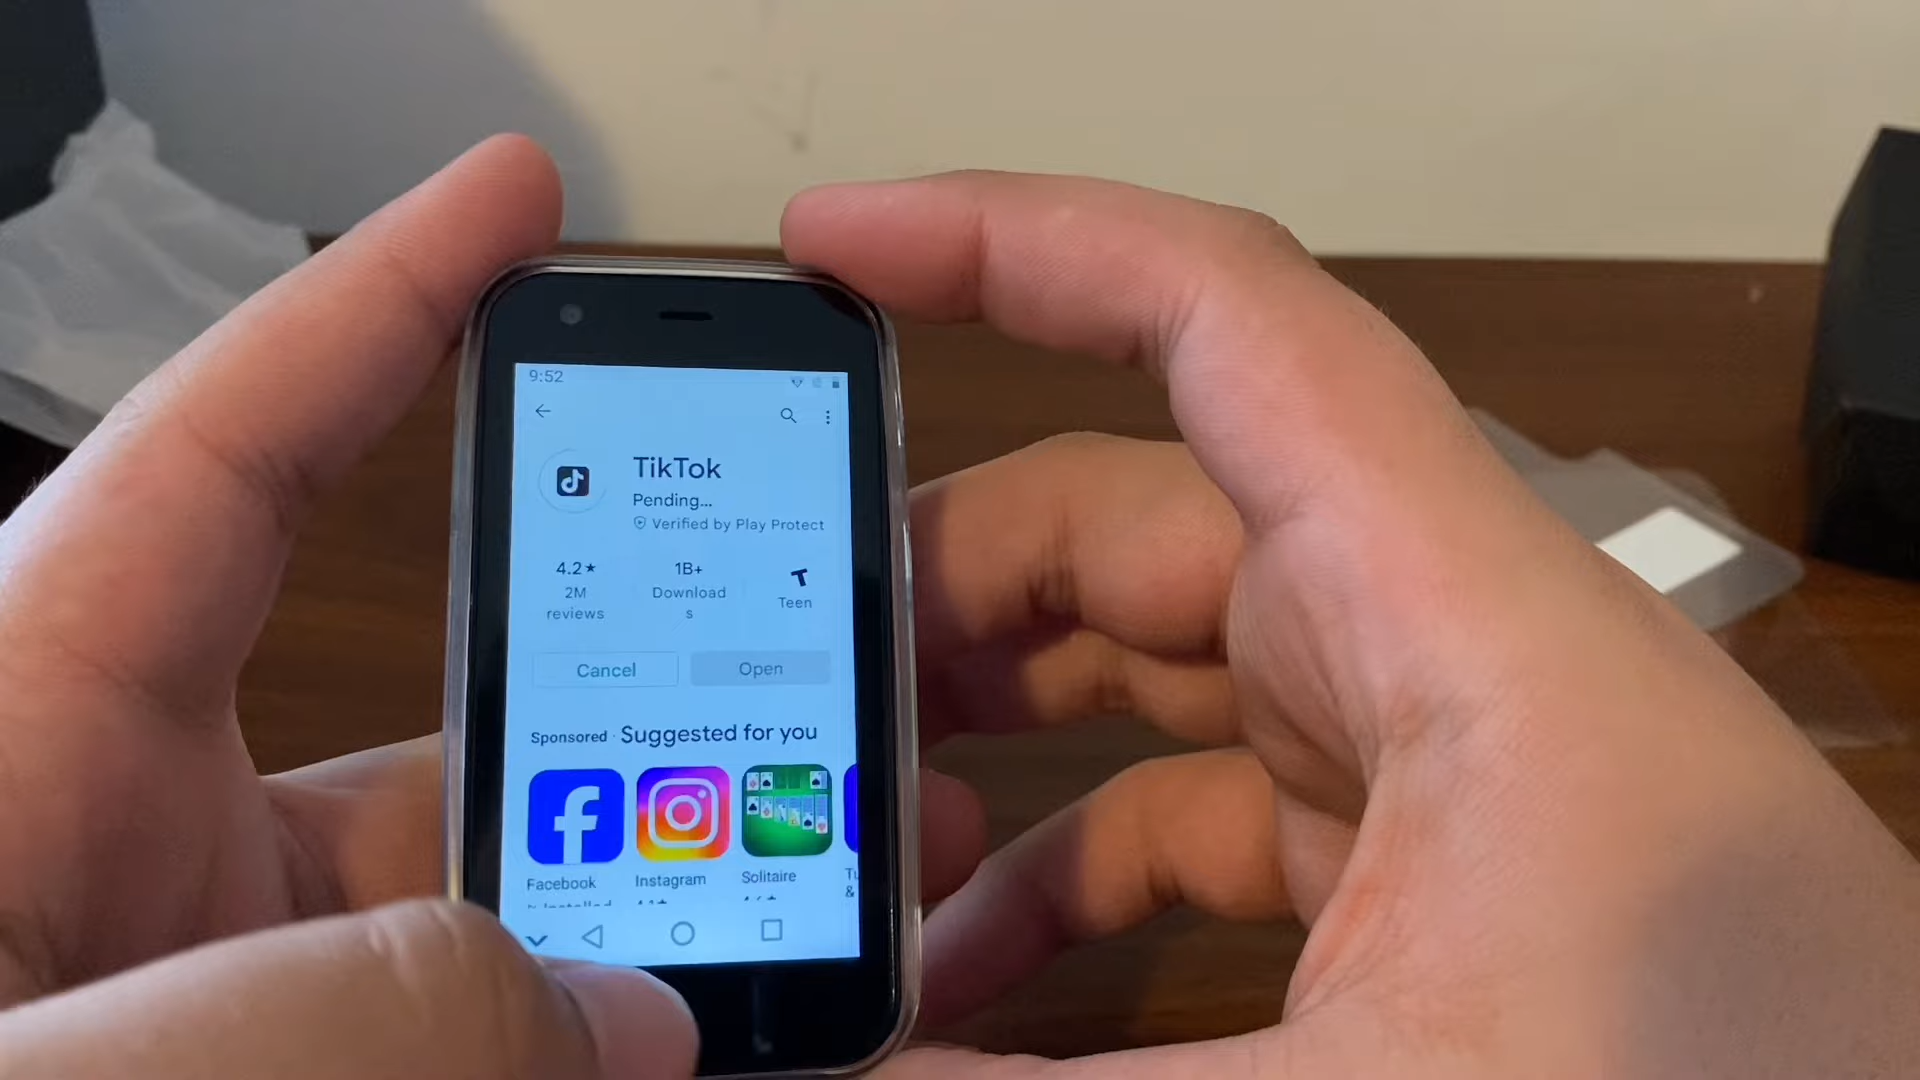 9:52
TikTok
Pending...
Verified by Play Protect
4.2★
2M
reviews
1B+
Download
s
T
Teen
Cancel
Open
Sponsored · Suggested for you
Facebook
Instagram
Solitaire
Installed
&